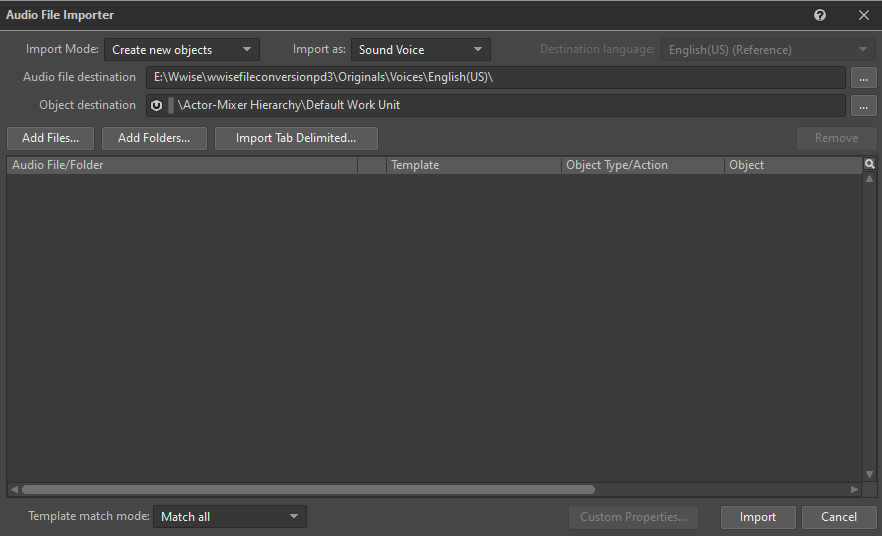 Audio File Importer
Import Mode: Create new objects Import as: Sound Voice Destination language: English(US) (Reference)
Audio file destination E:\Wwise\wwisefileconversionpd3\Originals\Voices\English(US)\ ...
Object destination \Actor-Mixer Hierarchy\Default Work Unit ...
Add Files... Add Folders... Import Tab Delimited... Remove
Audio File/Folder Template Object Type/Action Object
Template match mode: Match all Custom Properties... Import Cancel